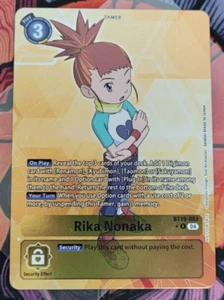 TAMER
3
On Play Reveal the top 3 cards of your deck. Add 1 Digimon
card with [Renamon], [Kyubimon], [Taomon] or [Sakuyamon]
in its name and 1 Option card with [Plug-In] in its name among
them to the hand. Return the rest to the bottom of the deck.
Your Turn When you use Option cards with a use cost of 2 or
more, by suspending this Tamer, gain 1 memory.
BT19-083
Rika Nonaka
R
04
Security Play this card without paying the cost.
Security Effect